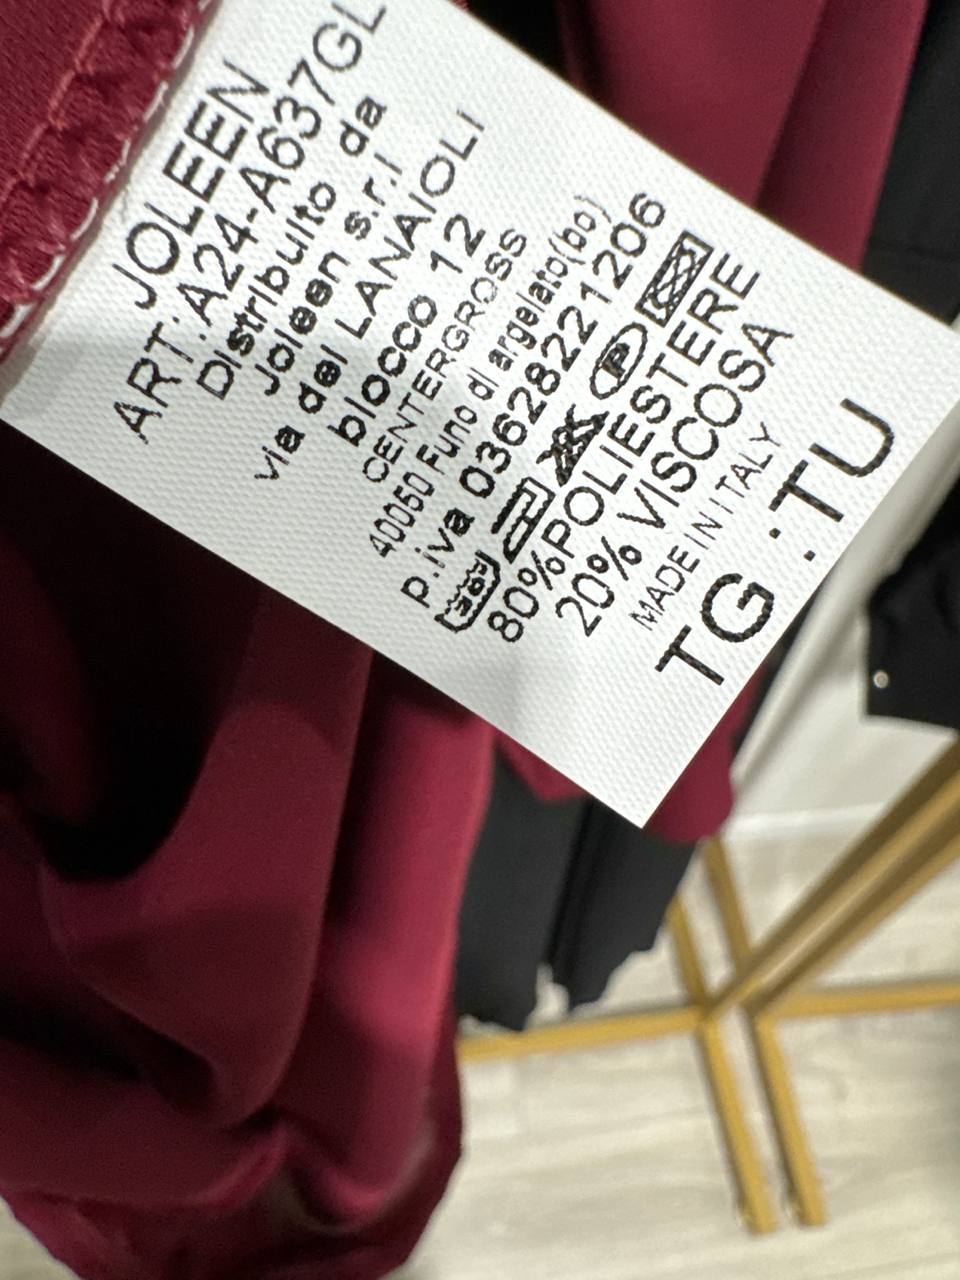 JOLEEN
ART.:A24-A637GL
Distribuito da
Joleen s.r.l
via dei LANAIOLI
blocco 12
CENTERGROSS
40050 Funo di argelato(bo)
p.iva 03628221206
P
80%POLIESTERE
20% VISCOSA
MADE IN ITALY
TG .:TU